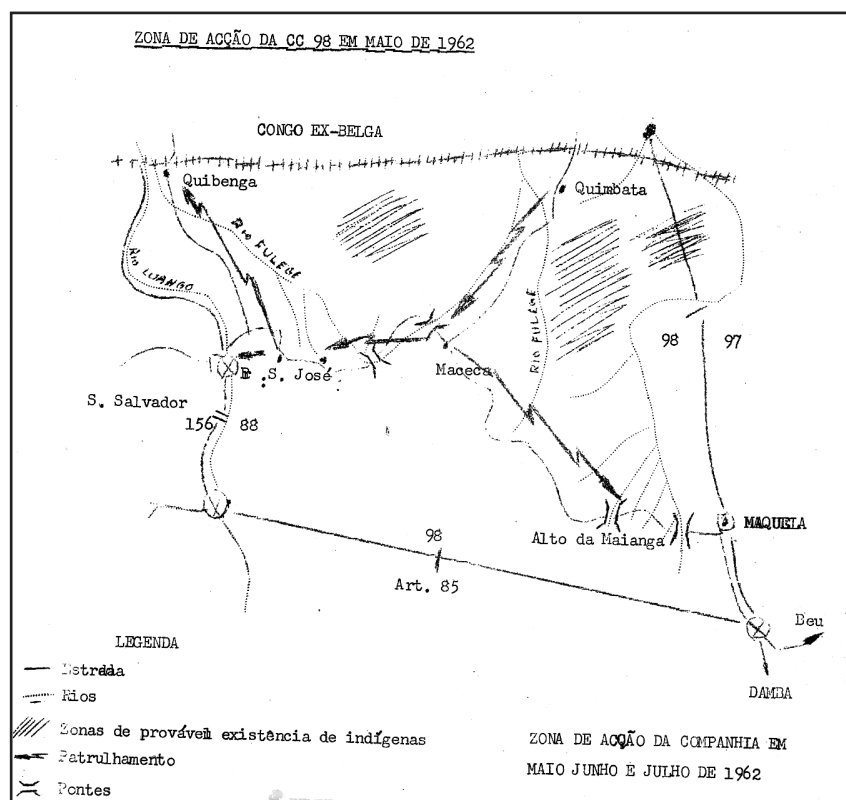 ZONA DE ACÇÃO DA CC 98 EM MAIO DE 1962
CONGO EX-BELGA
Quibenga
Quimbata
RIO FULEGE
RIO LUANGO
RIO FULEGE
98 97
S. José
Maceca
S. Salvador
156 88
98
Art. 85
Alto da Maianga
MAQUELA
Beu
DAMBA
LEGENDA
Estrada
Rios
Zonas de provável existência de indígenas
Patrulhamento
Pontes
ZONA DE ACÇÃO DA COMPANHIA EM
MAIO JUNHO E JULHO DE 1962